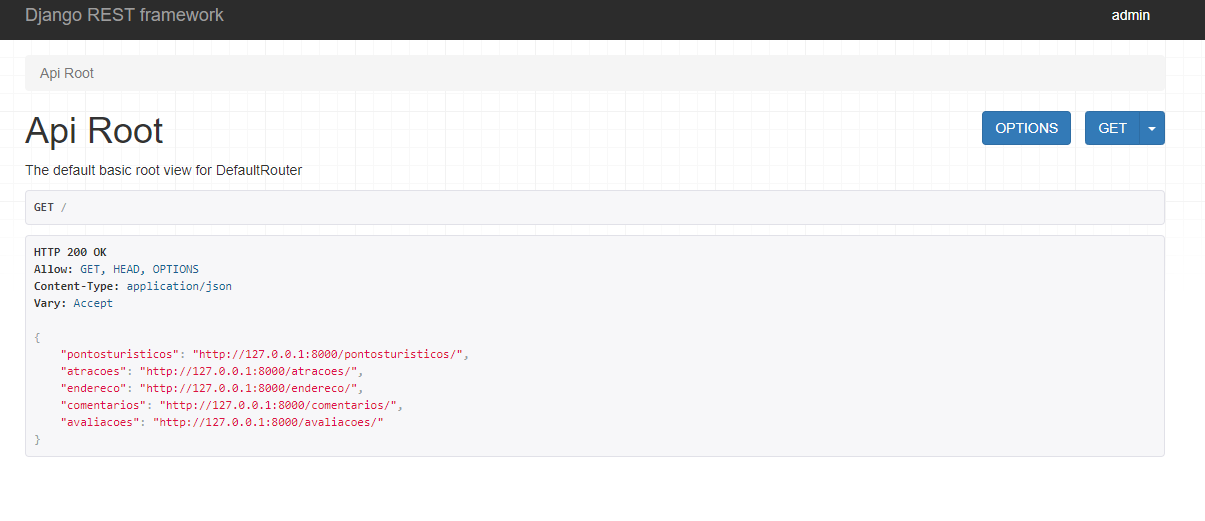 Django REST framework
admin
Api Root
Api Root
OPTIONS
GET
The default basic root view for DefaultRouter
GET /
HTTP 200 OK
Allow: GET, HEAD, OPTIONS
Content-Type: application/json
Vary: Accept
{
    "pontosturisticos": "http://127.0.0.1:8000/pontosturisticos/",
    "atracoes": "http://127.0.0.1:8000/atracoes/",
    "endereco": "http://127.0.0.1:8000/endereco/",
    "comentarios": "http://127.0.0.1:8000/comentarios/",
    "avaliacoes": "http://127.0.0.1:8000/avaliacoes/"
}